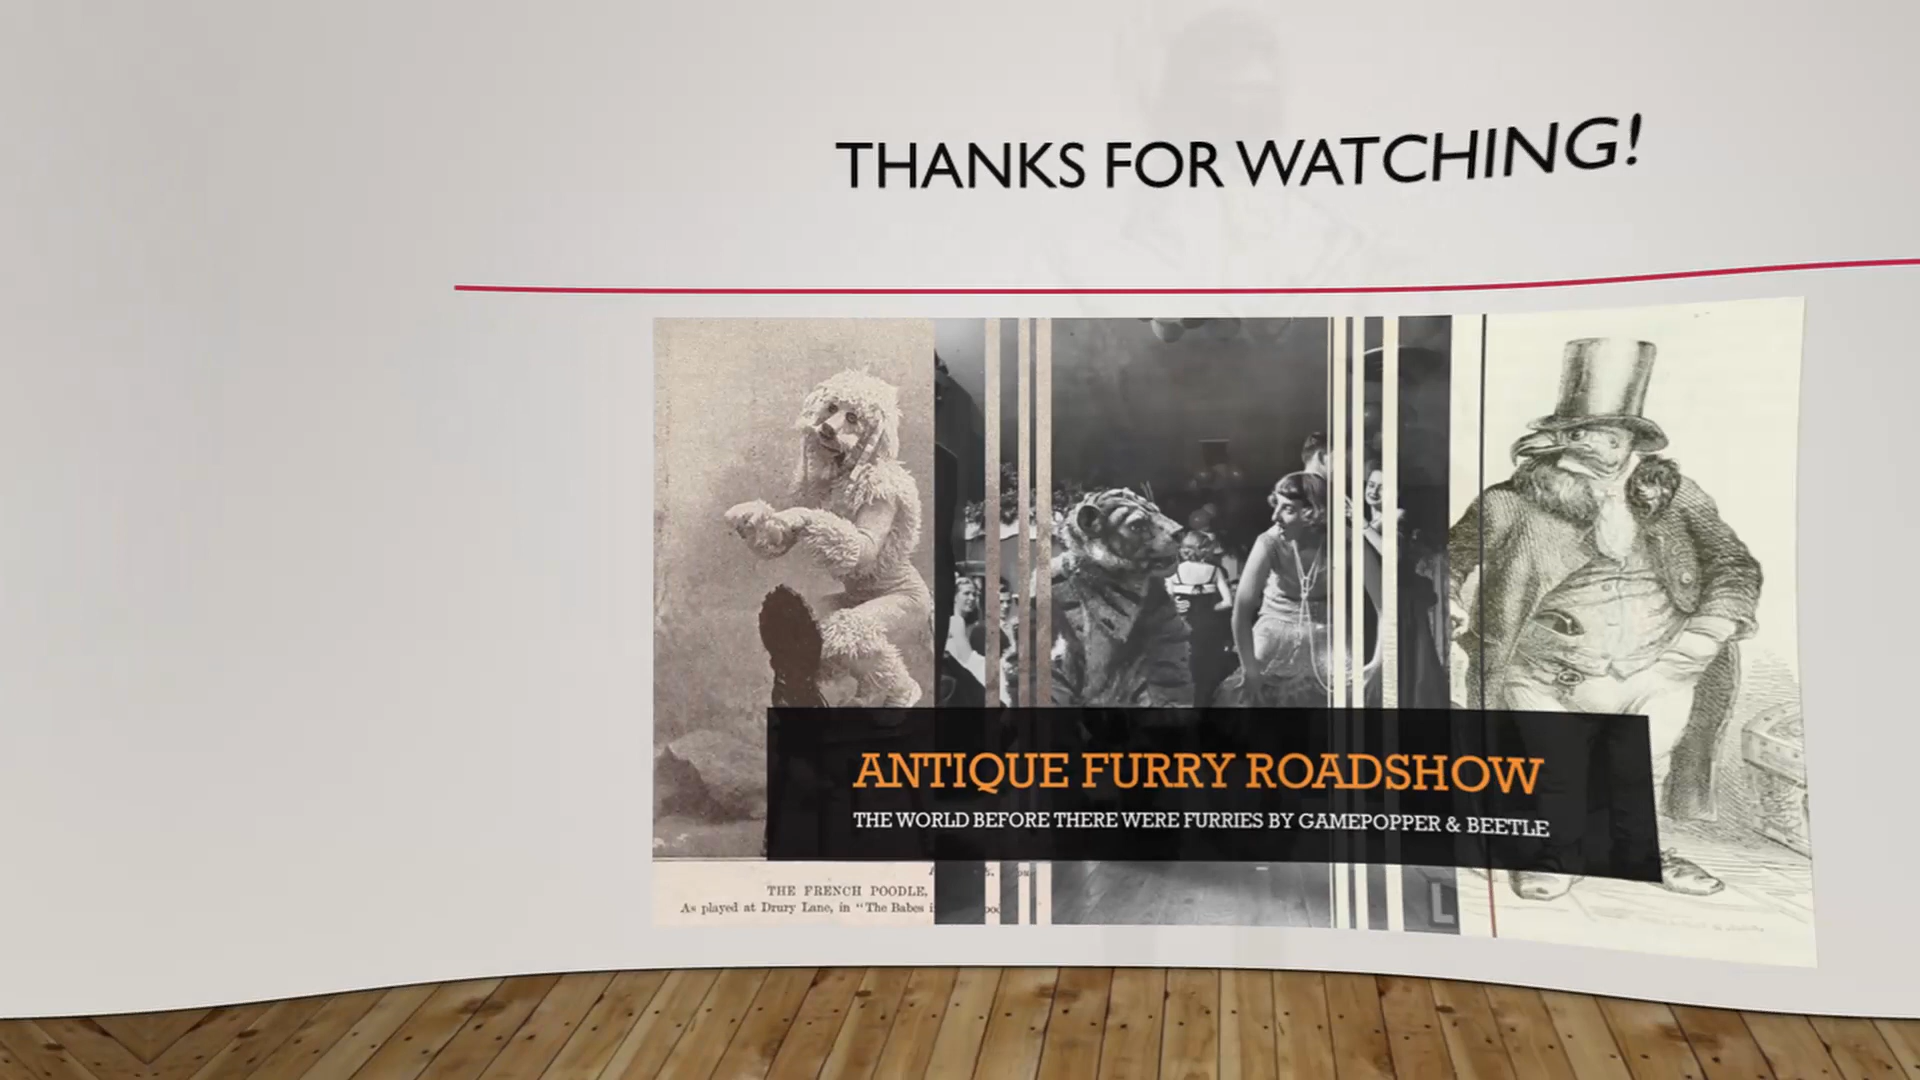 THANKS FOR WATCHING!
ANTIQUE FURRY ROADSHOW
THE WORLD BEFORE THERE WERE FURRIES BY GAMEPOPPER & BEETLE
THE FRENCH POODLE,
As played at Drury Lane, in "The Babes
L